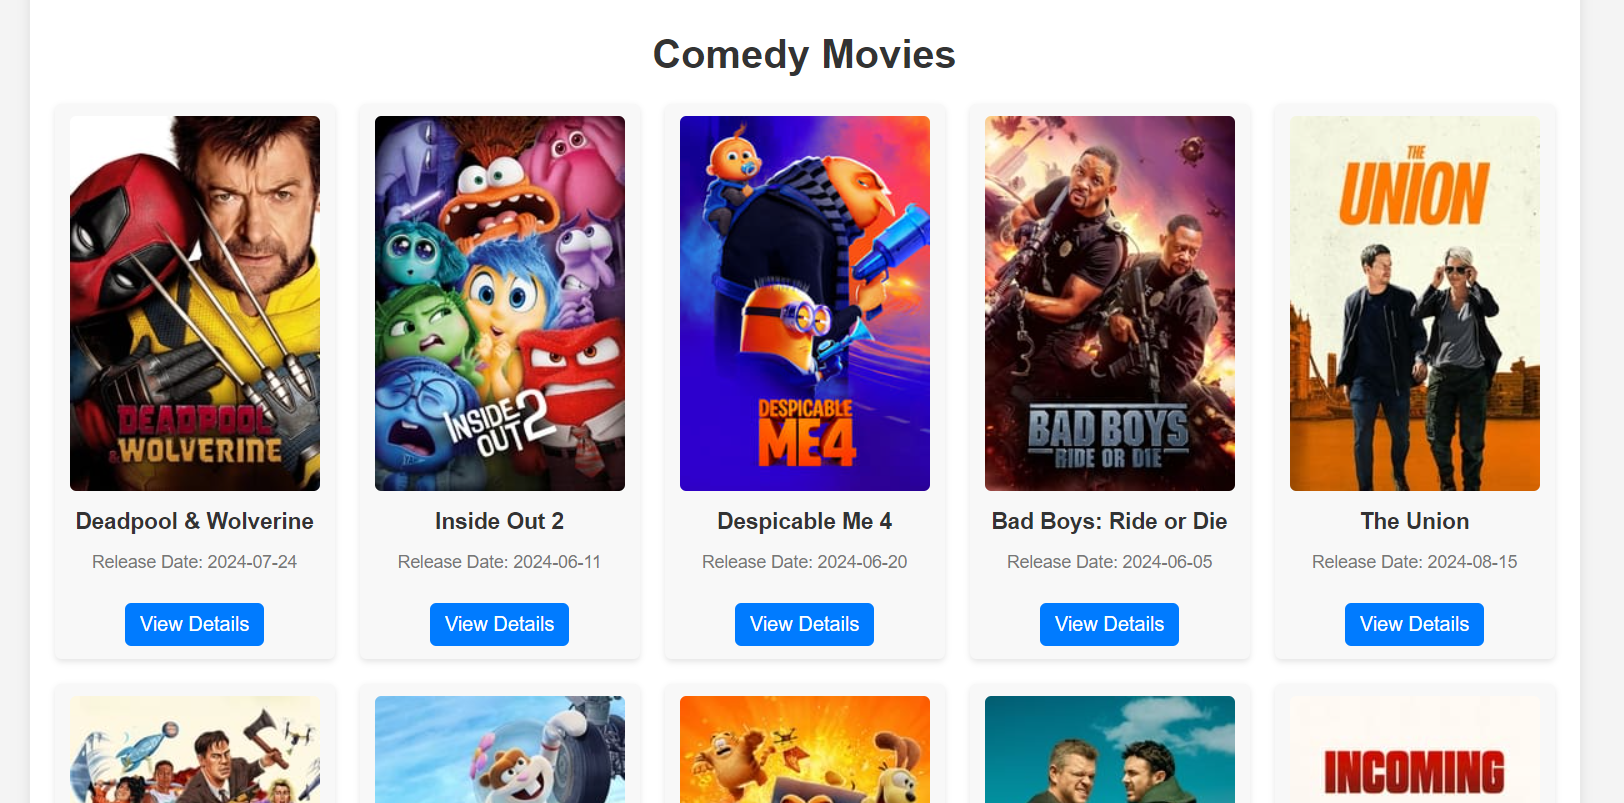 Comedy Movies
DEADPOOL
& WOLVERINE
INSIDE
OUT 2
DESPICABLE
ME 4
BAD BOYS
RIDE OR DIE
THE
UNION
Deadpool & Wolverine
Inside Out 2
Despicable Me 4
Bad Boys: Ride or Die
The Union
Release Date: 2024-07-24
Release Date: 2024-06-11
Release Date: 2024-06-20
Release Date: 2024-06-05
Release Date: 2024-08-15
View Details
View Details
View Details
View Details
View Details
INCOMING